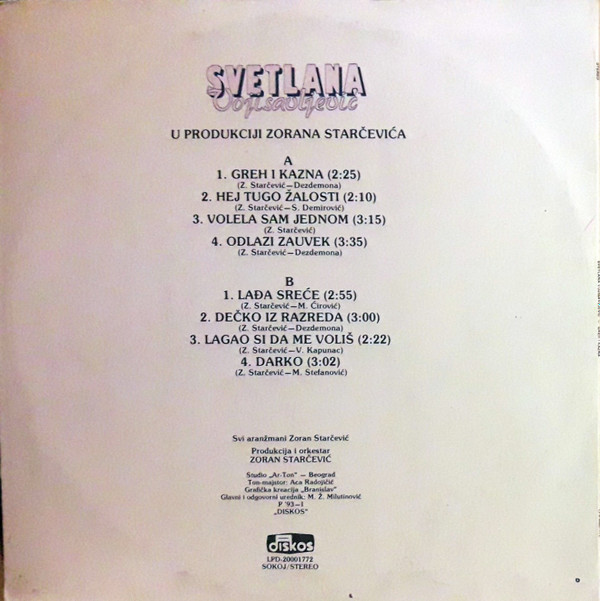 SVETLANA
Vojisavljević
U PRODUKCIJI ZORANA STARČEVIĆA
A
1. GREH I KAZNA (2:25)
(Z. Starčević—Dezdemona)
2. HEJ TUGO ŽALOSTI (2:10)
(Z. Starčević—S. Demirović)
3. VOLELA SAM JEDNOM (3:15)
(Z. Starčević)
4. ODLAZI ZAUVEK (3:35)
(Z. Starčević—Dezdemona)
B
1. LAĐA SREĆE (2:55)
(Z. Starčević—M. Ćirović)
2. DEČKO IZ RAZREDA (3:00)
(Z. Starčević—Dezdemona)
3. LAGAO SI DA ME VOLIŠ (2:22)
(Z. Starčević—V. Kapunac)
4. DARKO (3:02)
(Z. Starčević—M. Stefanović)
Svi aranžmani Zoran Starčević
Produkcija i orkestar
ZORAN STARČEVIĆ
Studio „Ar-Ton" — Beograd
Ton-majstor: Aca Radojičić
Grafička kreacija „Branislav"
Glavni i odgovorni urednik: M. Ž. Milutinović
P '93—I
„DISKOS"
diskos
LPD-20001772
SOKOJ/STEREO